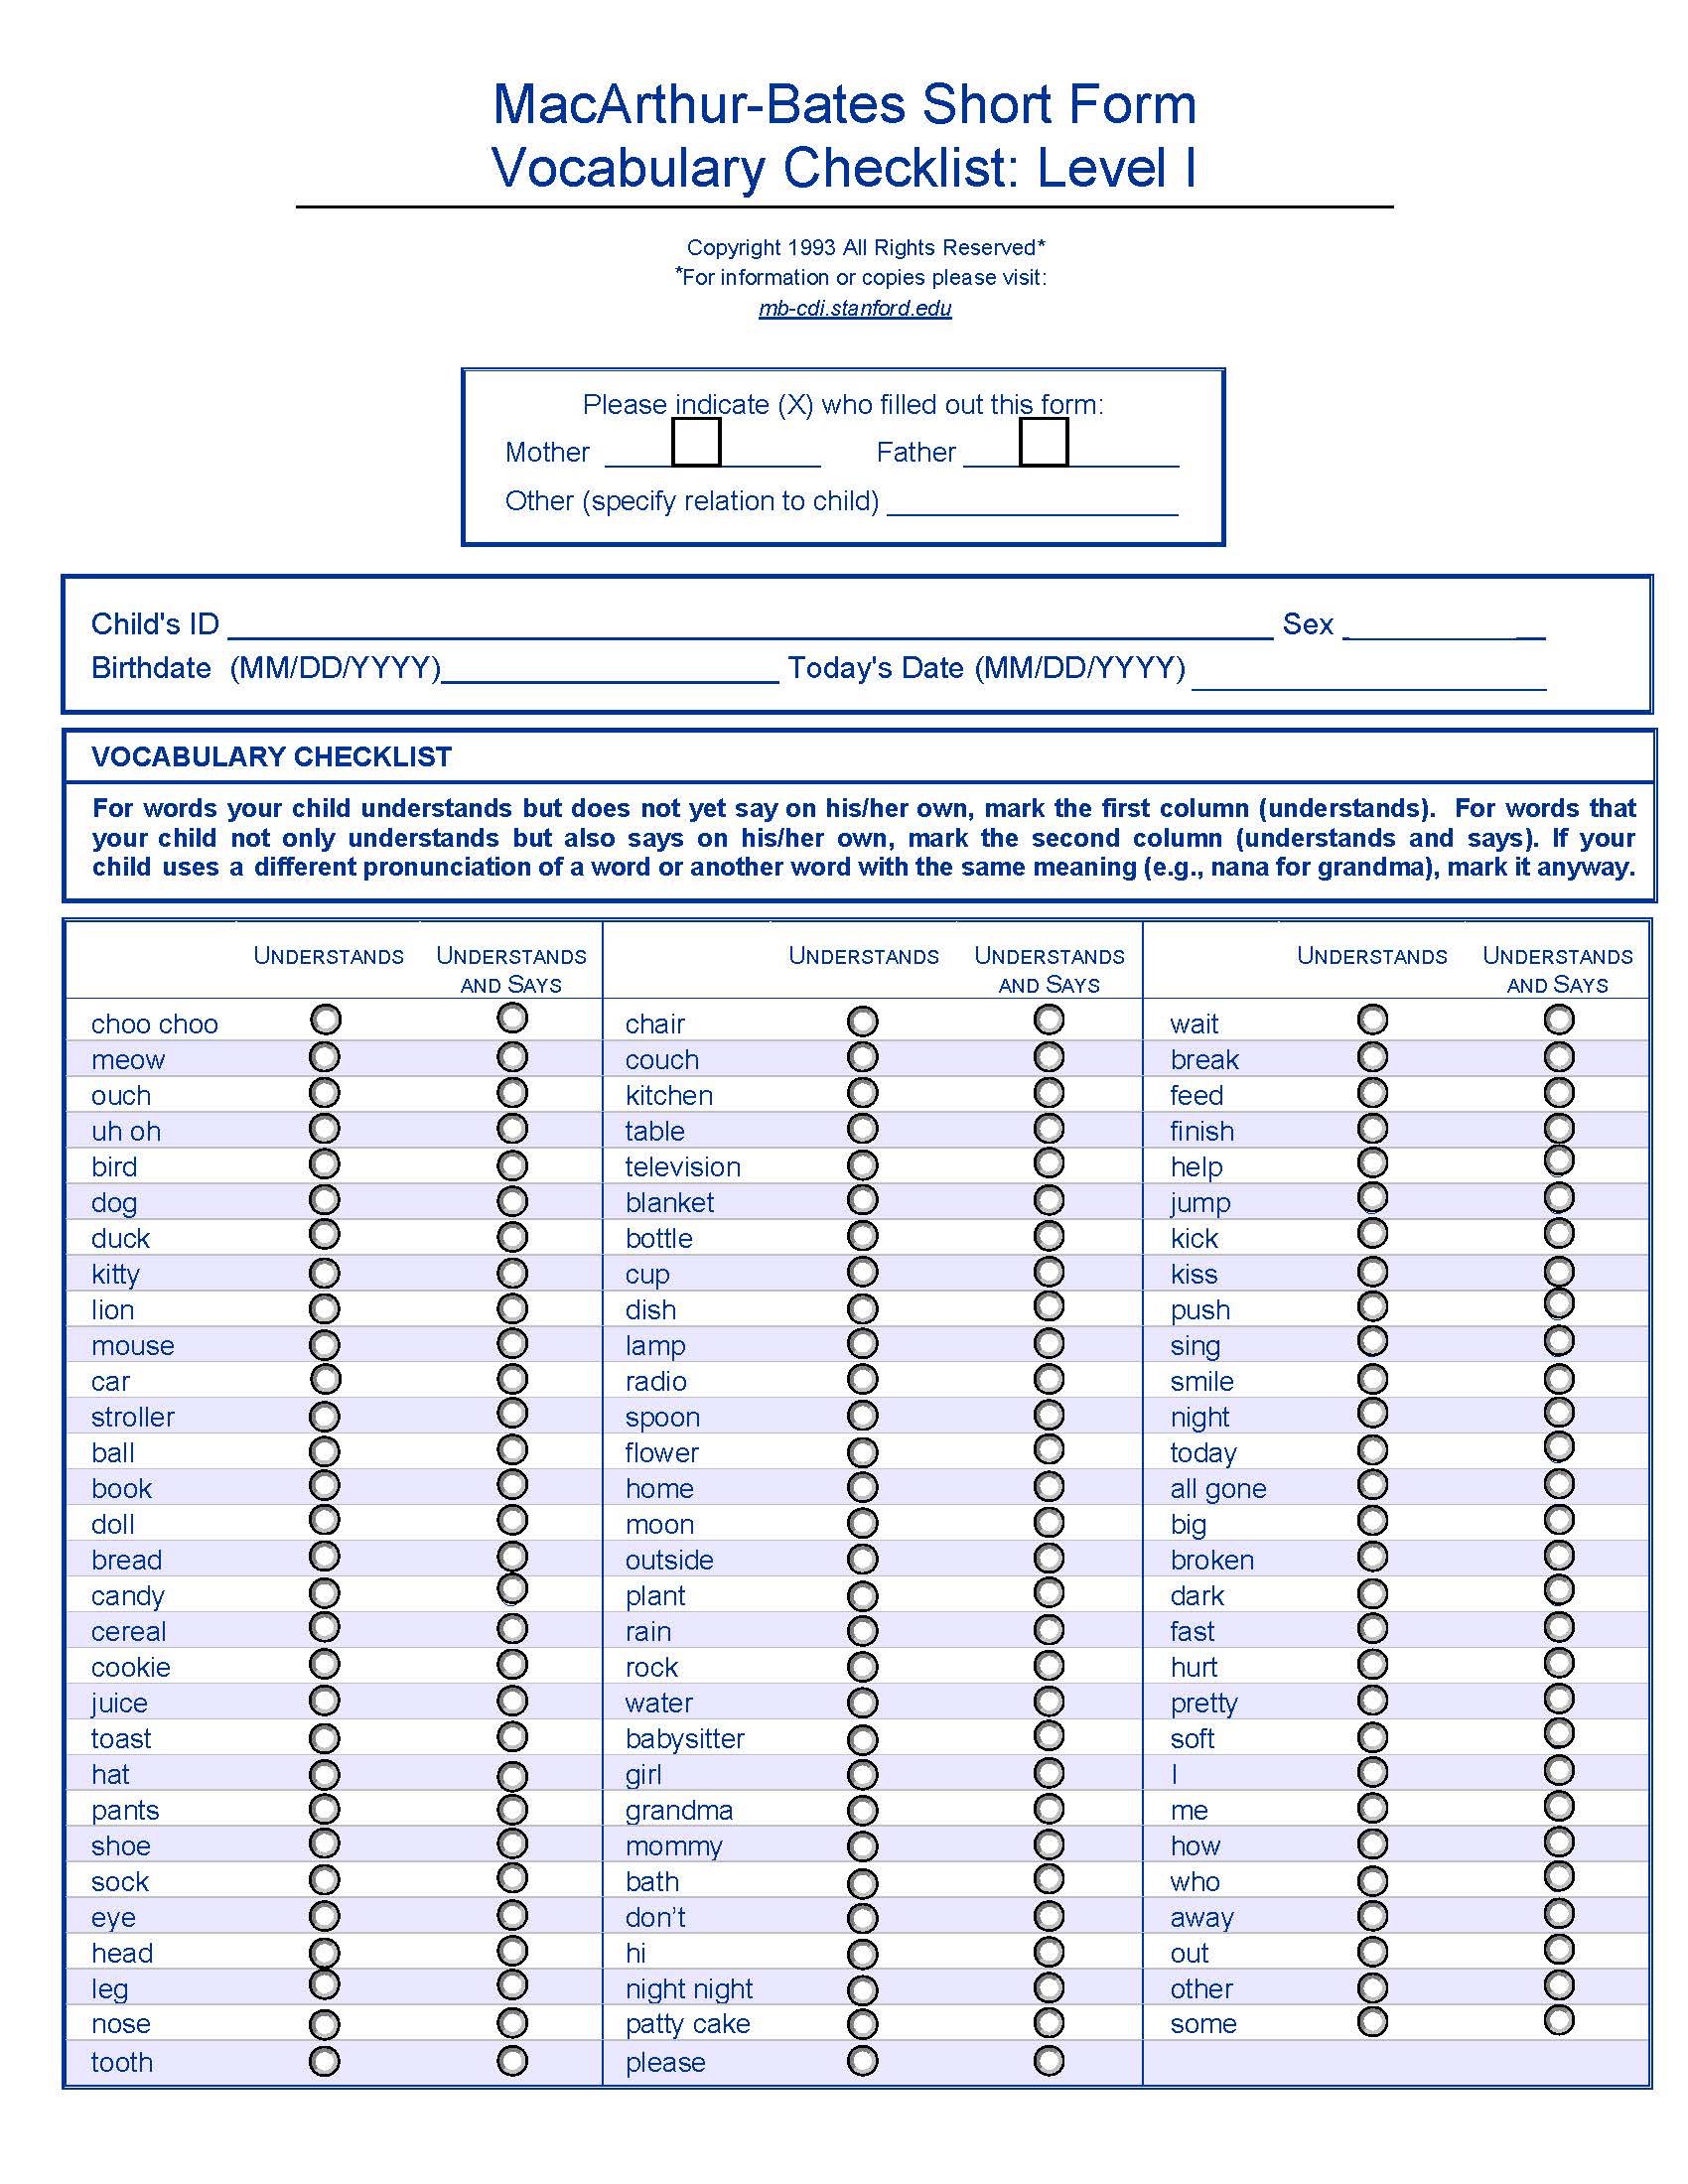 MacArthur-Bates Short Form
Vocabulary Checklist: Level I
Copyright 1993 All Rights Reserved*
*For information or copies please visit:
mb-cdi.stanford.edu
Please indicate (X) who filled out this form:
Mother Father
Other (specify relation to child)
Child's ID Sex
Birthdate (MM/DD/YYYY) Today's Date (MM/DD/YYYY)
VOCABULARY CHECKLIST
For words your child understands but does not yet say on his/her own, mark the first column (understands). For words that
your child not only understands but also says on his/her own, mark the second column (understands and says). If your
child uses a different pronunciation of a word or another word with the same meaning (e.g., nana for grandma), mark it anyway.
UNDERSTANDS UNDERSTANDS UNDERSTANDS UNDERSTANDS UNDERSTANDS UNDERSTANDS
AND SAYS AND SAYS AND SAYS
choo choo chair wait
meow couch break
ouch kitchen feed
uh oh table finish
bird television help
dog blanket jump
duck bottle kick
kitty cup kiss
lion dish push
mouse lamp sing
car radio smile
stroller spoon night
ball flower today
book home all gone
doll moon big
bread outside broken
candy plant dark
cereal rain fast
cookie rock hurt
juice water pretty
toast babysitter soft
hat girl I
pants grandma me
shoe mommy how
sock bath who
eye don't away
head hi out
leg night night other
nose patty cake some
tooth please